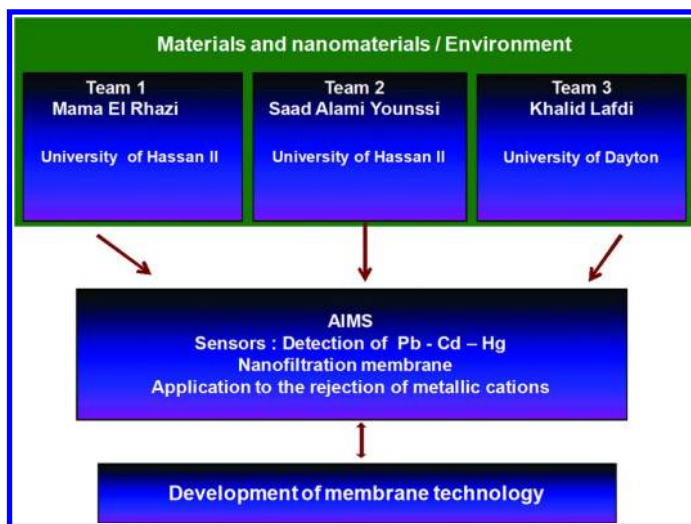 Materials and nanomaterials / Environment
Team 1
Mama El Rhazi
University of Hassan II
Team 2
Saad Alami Younssi
University of Hassan II
Team 3
Khalid Lafdi
University of Dayton
AIMS
Sensors : Detection of Pb - Cd – Hg
Nanofiltration membrane
Application to the rejection of metallic cations
Development of membrane technology